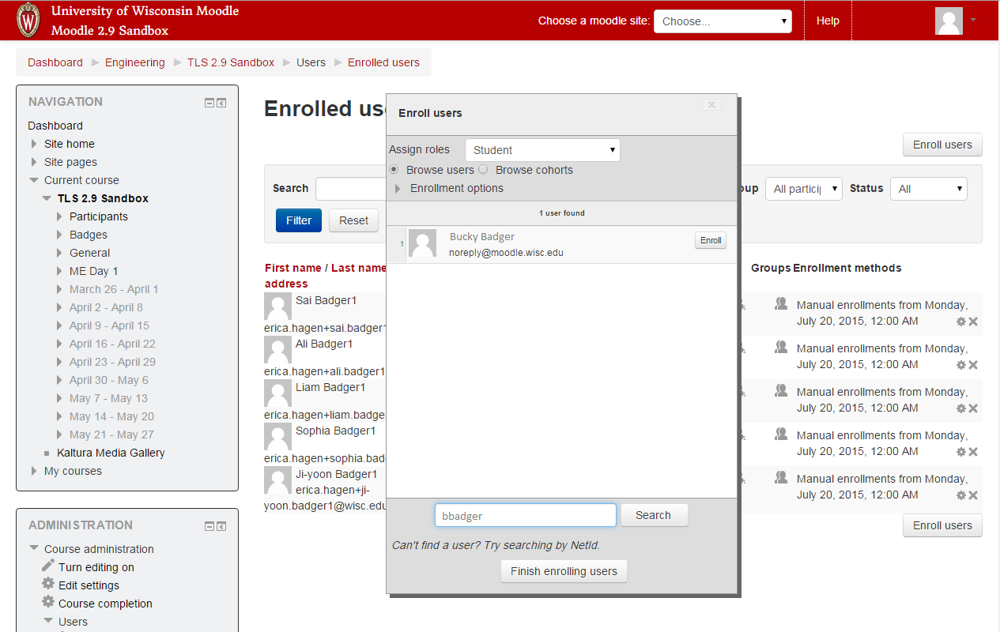 University of Wisconsin Moodle
Moodle 2.9 Sandbox
Choose a moodle site: Choose... Help
Dashboard Engineering TLS 2.9 Sandbox Users Enrolled users
NAVIGATION
Dashboard
Site home
Site pages
Current course
TLS 2.9 Sandbox
Participants
Badges
General
ME Day 1
March 26 - April 1
April 2 - April 8
April 9 - April 15
April 16 - April 22
April 23 - April 29
April 30 - May 6
May 7 - May 13
May 14 - May 20
May 21 - May 27
Kaltura Media Gallery
My courses
ADMINISTRATION
Course administration
Turn editing on
Edit settings
Course completion
Users
Enrolled us
Enroll users
Search
oup All particip Status All
Filter Reset
First name / Last name
address
Groups Enrollment methods
Sai Badger1
erica.hagen+sai.badger1
Manual enrollments from Monday,
July 20, 2015, 12:00 AM
Ali Badger1
erica.hagen+ali.badger1
Manual enrollments from Monday,
July 20, 2015, 12:00 AM
Liam Badger1
erica.hagen+liam.badge
Manual enrollments from Monday,
July 20, 2015, 12:00 AM
Sophia Badger1
erica.hagen+sophia.bad
Manual enrollments from Monday,
July 20, 2015, 12:00 AM
Ji-yoon Badger1
erica.hagen+ji-
yoon.badger1@wisc.edu
Manual enrollments from Monday,
July 20, 2015, 12:00 AM
Enroll users
Enroll users
Assign roles Student
Browse users Browse cohorts
Enrollment options
1 user found
1 Bucky Badger
noreply@moodle.wisc.edu
Enroll
bbadger Search
Can't find a user? Try searching by NetId.
Finish enrolling users